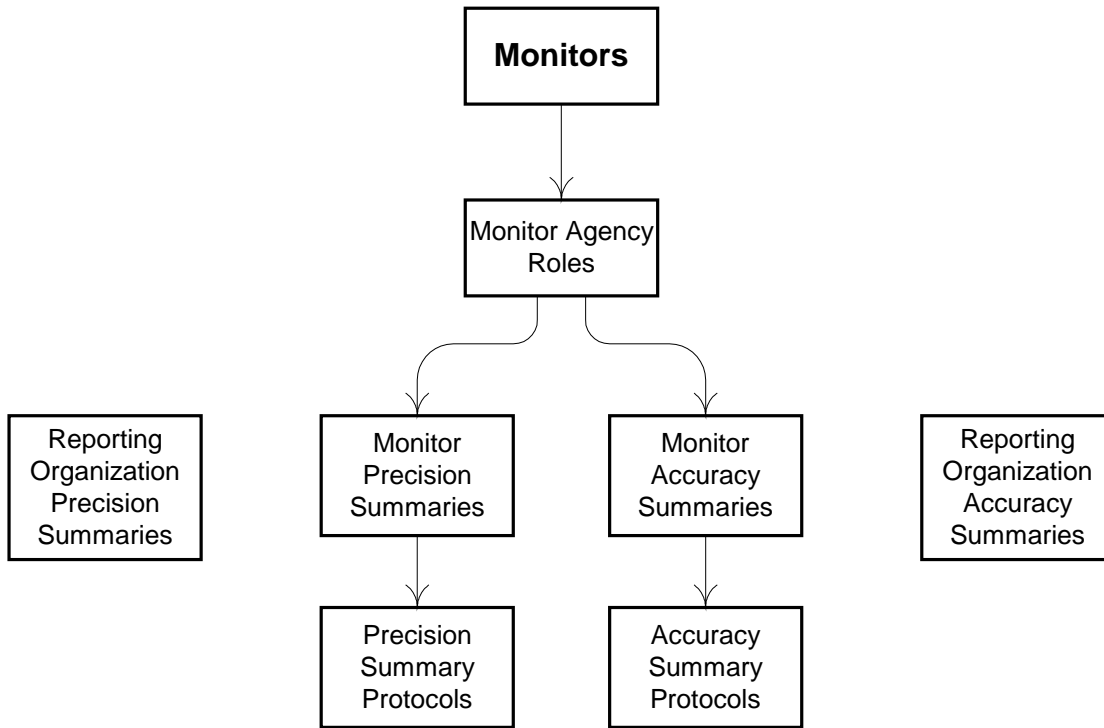 Monitors
Monitor Agency
Roles
Reporting
Organization
Precision
Summaries
Monitor
Precision
Summaries
Monitor
Accuracy
Summaries
Reporting
Organization
Accuracy
Summaries
Precision
Summary
Protocols
Accuracy
Summary
Protocols